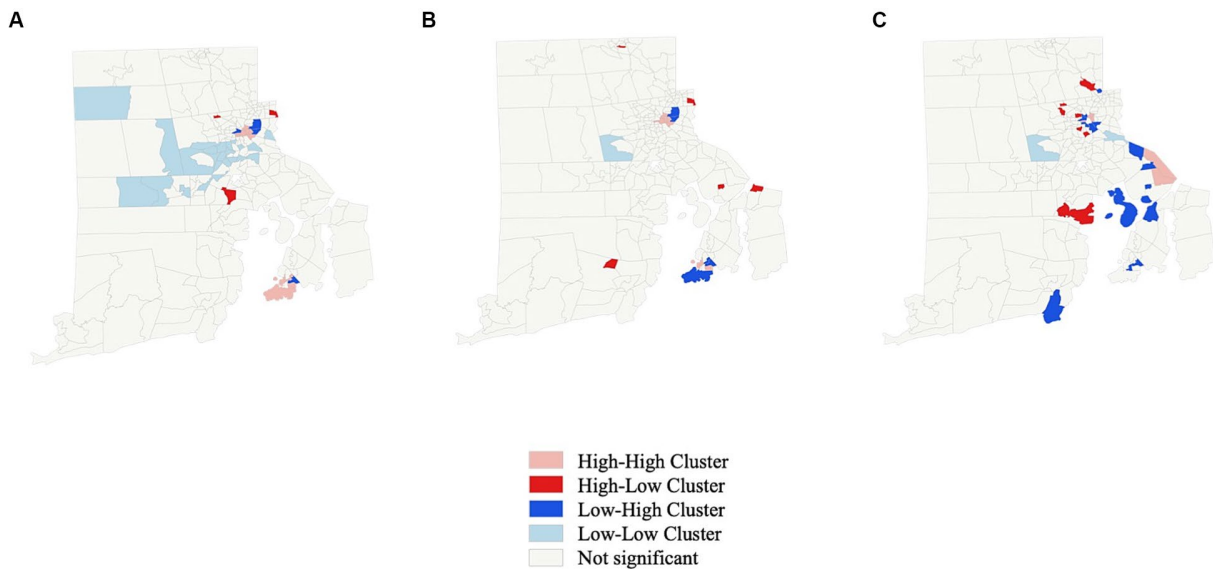 A
B
C
High-High Cluster
High-Low Cluster
Low-High Cluster
Low-Low Cluster
Not significant